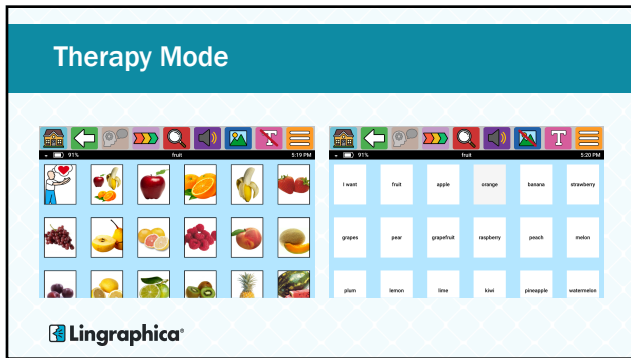 Therapy Mode
91% fruit 5:19 PM
T
91% fruit 5:20 PM
T
I want fruit apple orange banana strawberry
grapes pear grapefruit raspberry peach melon
plum lemon lime kiwi pineapple watermelon
Lingraphica®